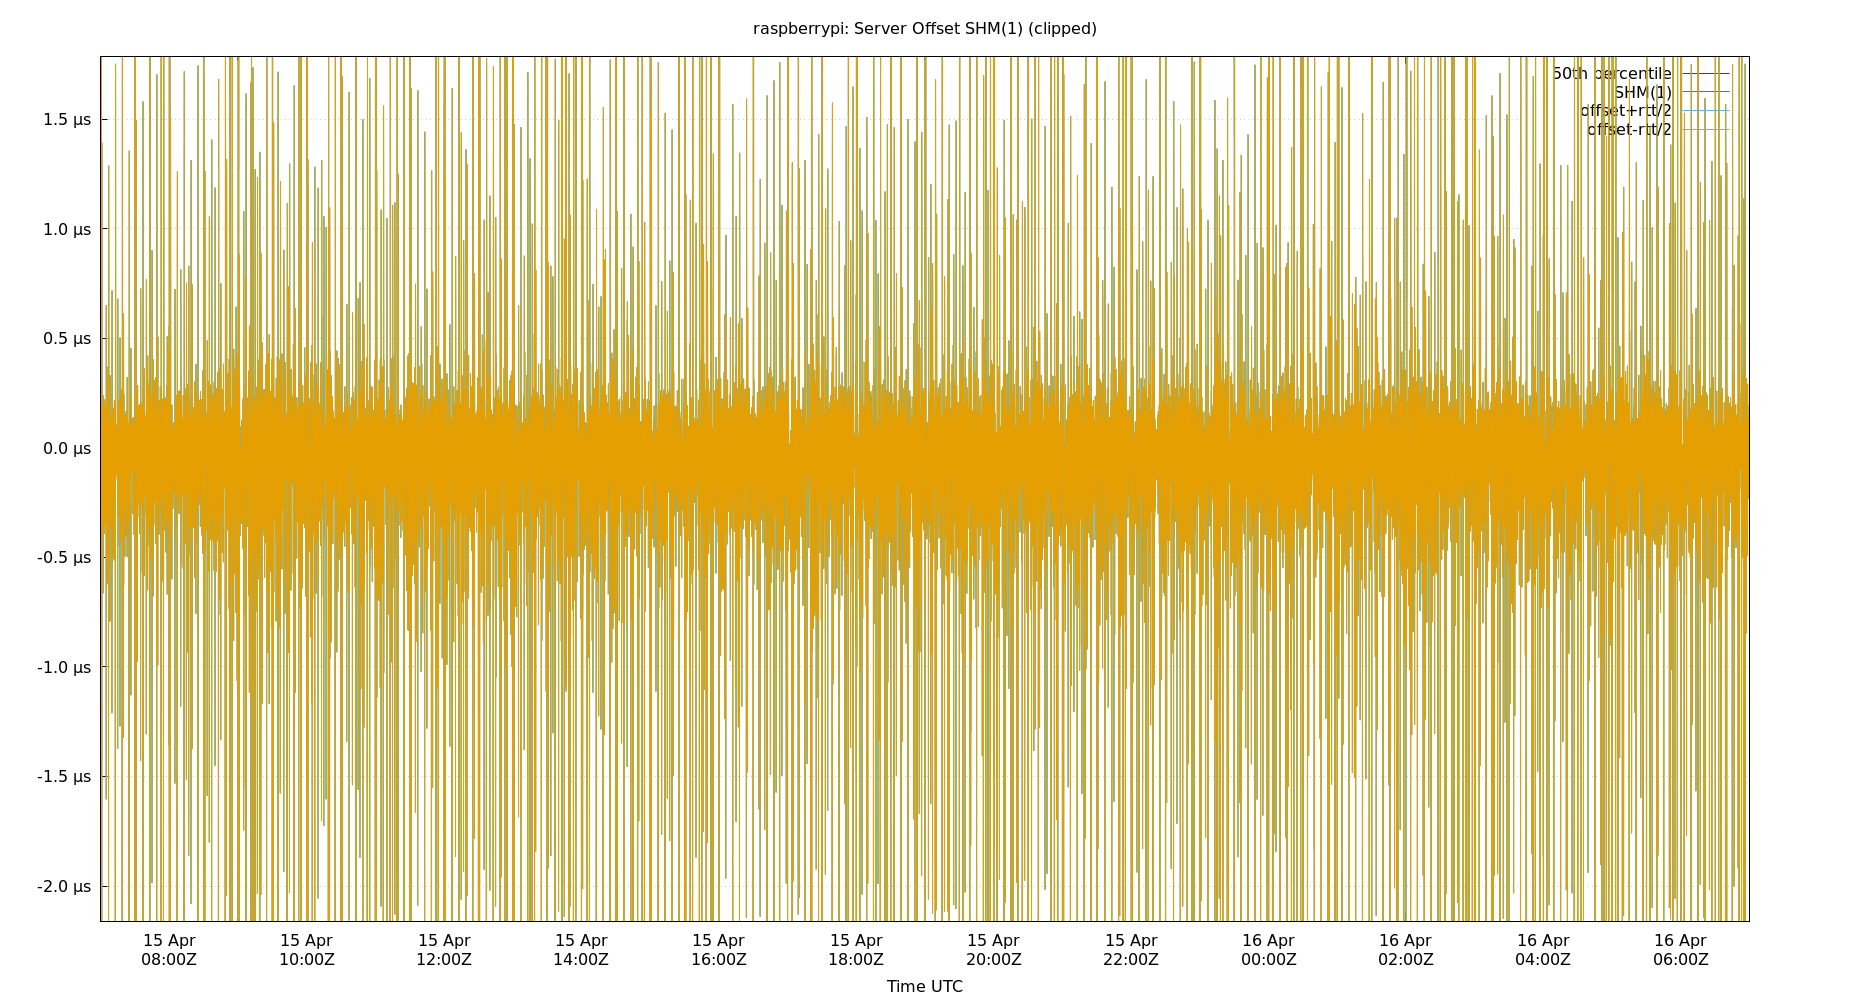 raspberrypi: Server Offset SHM(1) (clipped)
50th percentile
SHM(1)
offset+rtt/2
offset-rtt/2
1.5 µs
1.0 µs
0.5 µs
0.0 µs
-0.5 µs
-1.0 µs
-1.5 µs
-2.0 µs
15 Apr 15 Apr 15 Apr 15 Apr 15 Apr 15 Apr 15 Apr 15 Apr 16 Apr 16 Apr 16 Apr 16 Apr
08:00Z 10:00Z 12:00Z 14:00Z 16:00Z 18:00Z 20:00Z 22:00Z 00:00Z 02:00Z 04:00Z 06:00Z
Time UTC